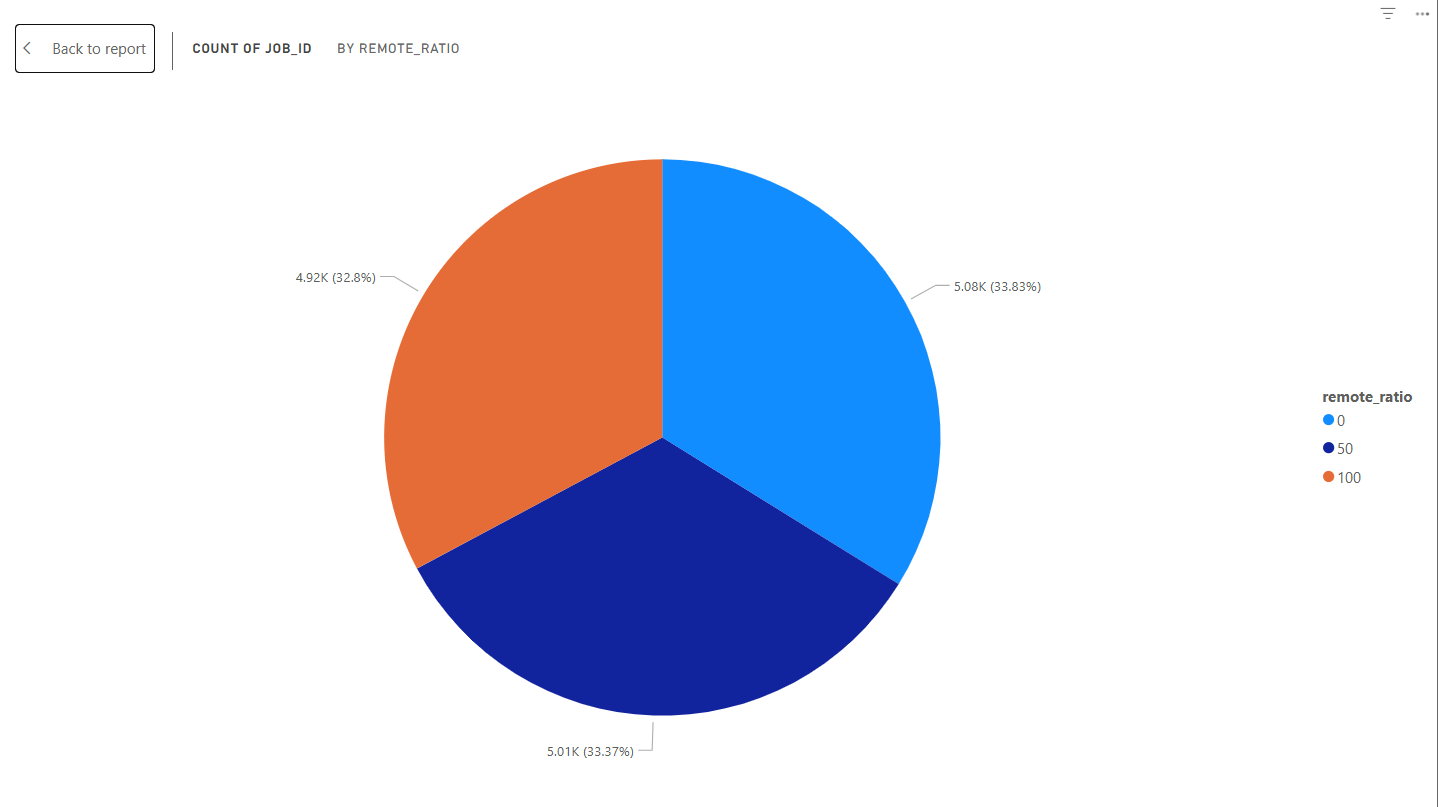 Back to report
COUNT OF JOB_ID BY REMOTE_RATIO
4.92K (32.8%)
5.08K (33.83%)
5.01K (33.37%)
remote_ratio
0
50
100